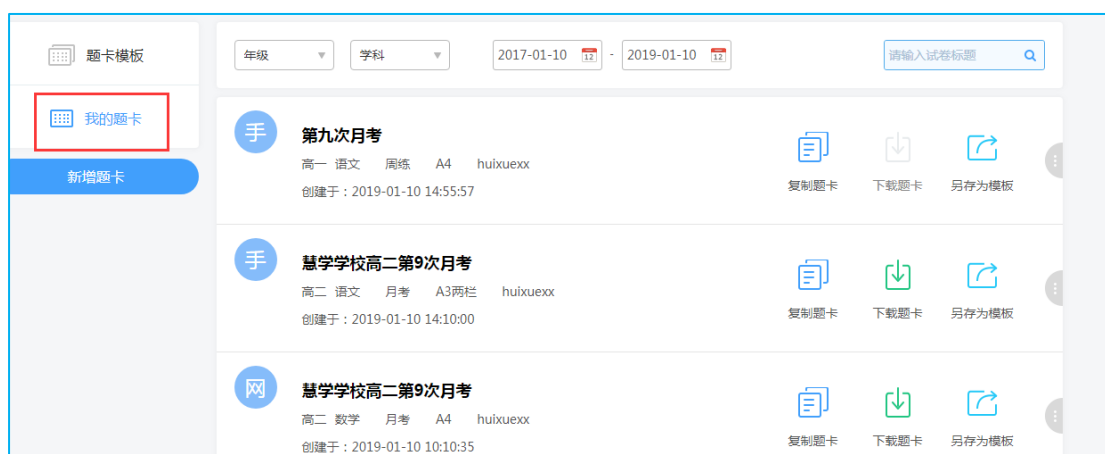 题卡模板
我的题卡
新增题卡
年级 学科 2017-01-10 12 - 2019-01-10 12 请输入试卷标题
手 第九次月考
高一 语文 周练 A4 huixuexx
创建于：2019-01-10 14:55:57
复制题卡 下载题卡 另存为模板
手 慧学学校高二第9次月考
高二 语文 月考 A3两栏 huixuexx
创建于：2019-01-10 14:10:00
复制题卡 下载题卡 另存为模板
网 慧学学校高二第9次月考
高二 数学 月考 A4 huixuexx
创建于：2019-01-10 10:10:35
复制题卡 下载题卡 另存为模板